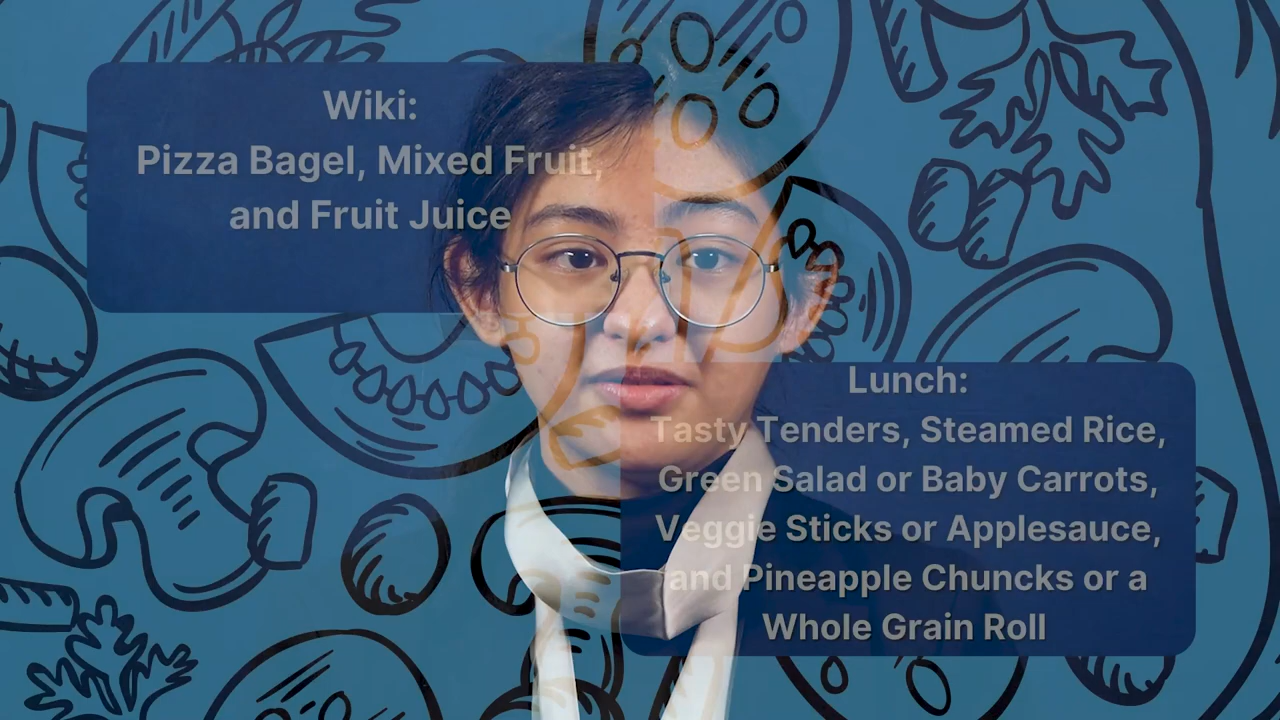 Wiki:
Pizza Bagel, Mixed Fruit,
and Fruit Juice
Lunch:
Tasty Tenders, Steamed Rice,
Green Salad or Baby Carrots,
Veggie Sticks or Applesauce,
and Pineapple Chuncks or a
Whole Grain Roll